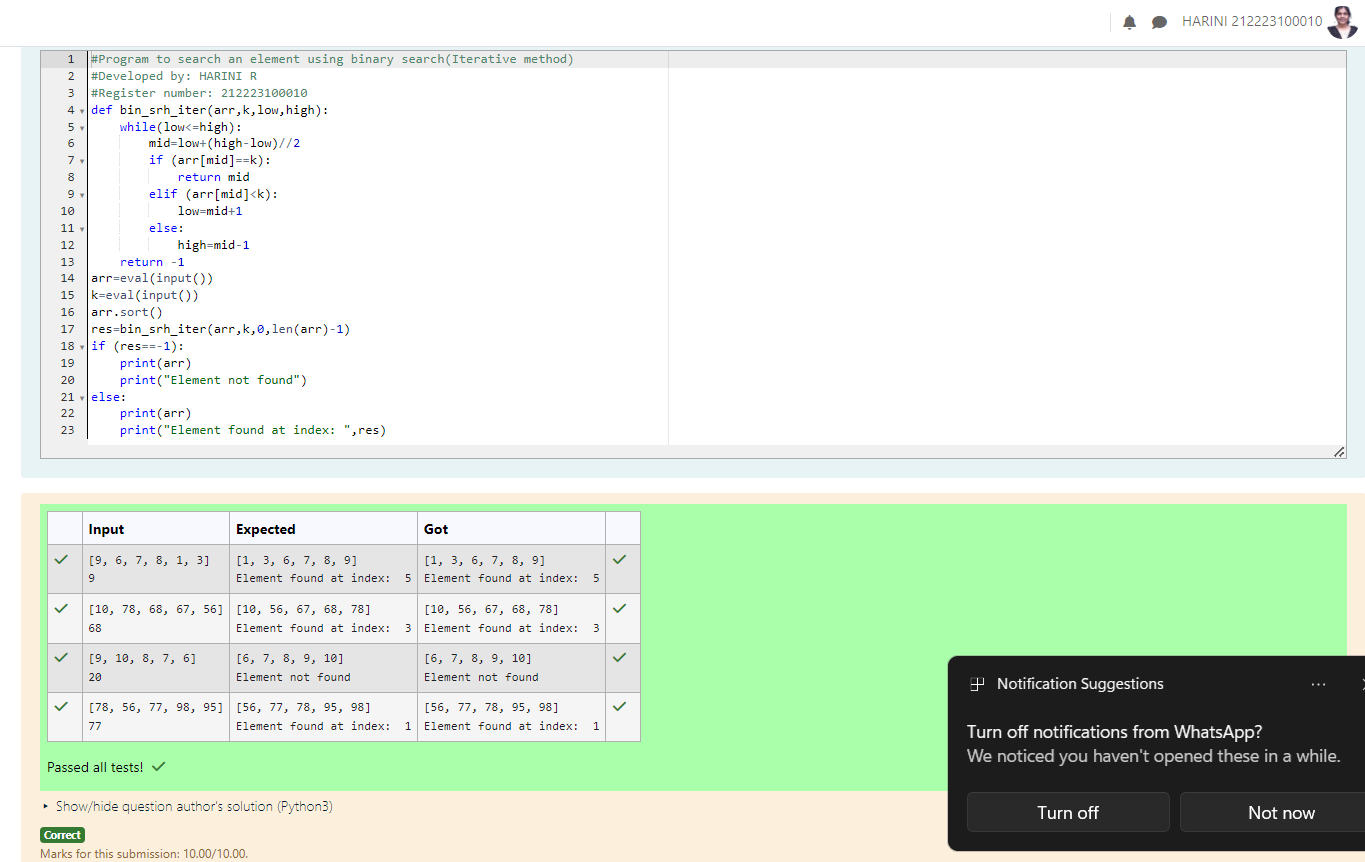 HARINI 212223100010
1 #Program to search an element using binary search(Iterative method)
2 #Developed by: HARINI R
3 #Register number: 212223100010
4 def bin_srh_iter(arr,k,low,high):
5     while(low<=high):
6         mid=low+(high-low)//2
7         if (arr[mid]==k):
8             return mid
9         elif (arr[mid]<k):
10             low=mid+1
11         else:
12             high=mid-1
13     return -1
14 arr=eval(input())
15 k=eval(input())
16 arr.sort()
17 res=bin_srh_iter(arr,k,0,len(arr)-1)
18 if (res==-1):
19     print(arr)
20     print("Element not found")
21 else:
22     print(arr)
23     print("Element found at index: ",res)
Input Expected Got
[9, 6, 7, 8, 1, 3] [1, 3, 6, 7, 8, 9] [1, 3, 6, 7, 8, 9]
9 Element found at index:  5 Element found at index:  5
[10, 78, 68, 67, 56] [10, 56, 67, 68, 78] [10, 56, 67, 68, 78]
68 Element found at index:  3 Element found at index:  3
[9, 10, 8, 7, 6] [6, 7, 8, 9, 10] [6, 7, 8, 9, 10]
20 Element not found Element not found
[78, 56, 77, 98, 95] [56, 77, 78, 95, 98] [56, 77, 78, 95, 98]
77 Element found at index:  1 Element found at index:  1
Passed all tests!
Show/hide question author's solution (Python3)
Correct
Marks for this submission: 10.00/10.00.
Notification Suggestions
Turn off notifications from WhatsApp?
We noticed you haven't opened these in a while.
Turn off Not now